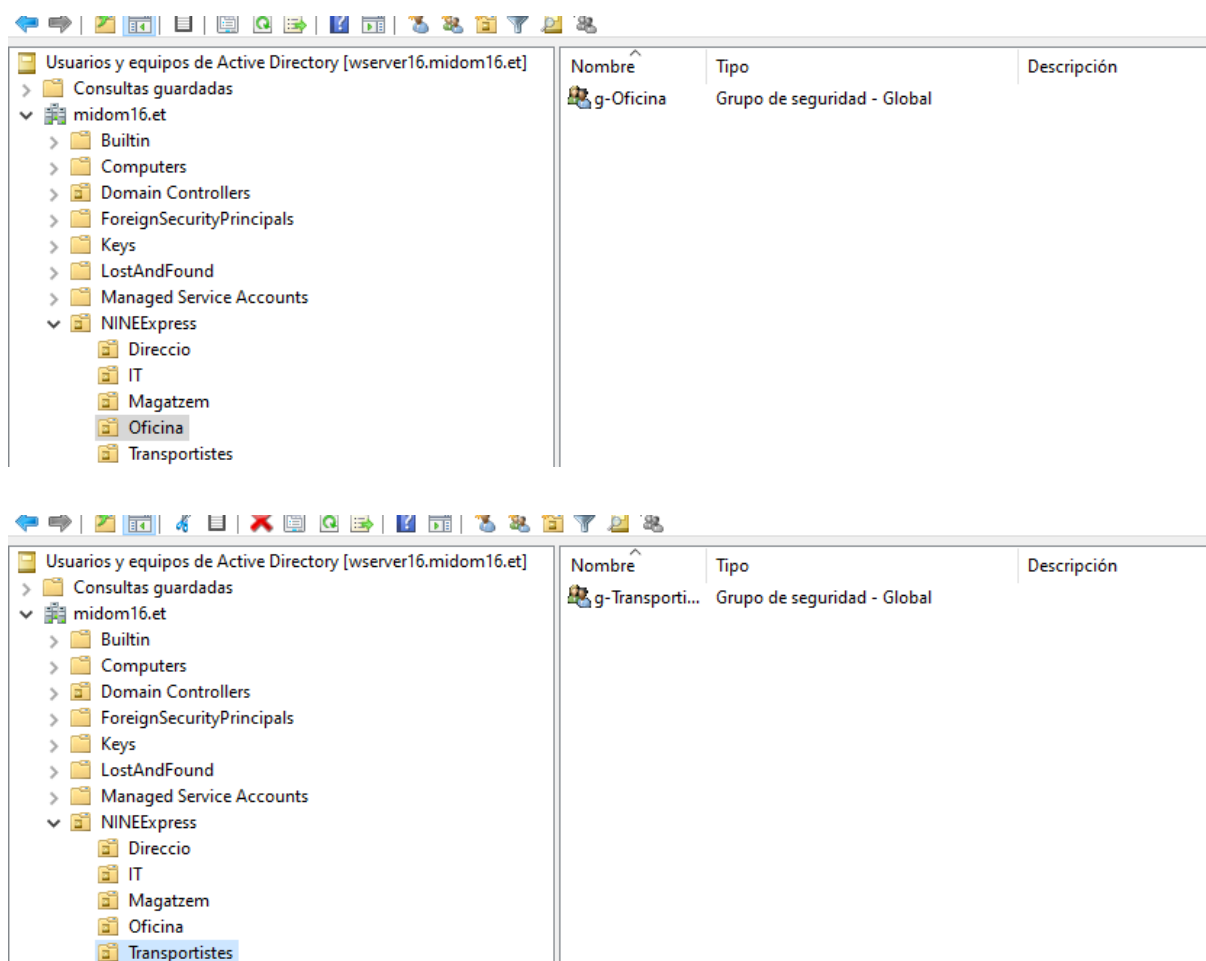 Usuarios y equipos de Active Directory [wserver16.midom16.et]
Consultas guardadas
midom16.et
Builtin
Computers
Domain Controllers
ForeignSecurityPrincipals
Keys
LostAndFound
Managed Service Accounts
NINEExpress
Direccio
IT
Magatzem
Oficina
Transportistes
Nombre Tipo Descripción
g-Oficina Grupo de seguridad - Global
Usuarios y equipos de Active Directory [wserver16.midom16.et]
Consultas guardadas
midom16.et
Builtin
Computers
Domain Controllers
ForeignSecurityPrincipals
Keys
LostAndFound
Managed Service Accounts
NINEExpress
Direccio
IT
Magatzem
Oficina
Transportistes
Nombre Tipo Descripción
g-Transporti... Grupo de seguridad - Global